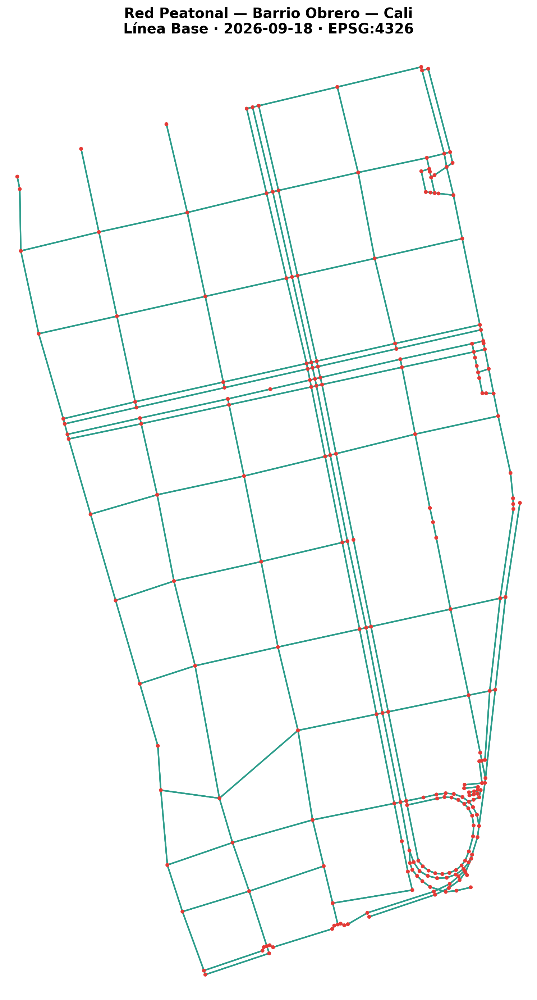 Red Peatonal — Barrio Obrero — Cali
Línea Base · 2026-09-18 · EPSG:4326